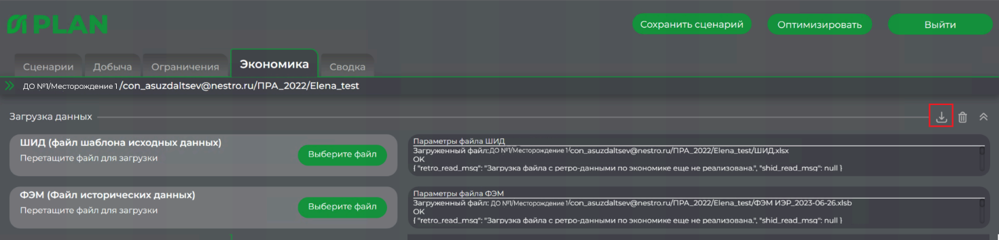 PLAN
Сохранить сценарий Оптимизировать Выйти
Сценарии Добыча Ограничения Экономика Сводка
ДО №1/Месторождение 1/con_asuzdaltsev@nestro.ru/ПРА_2022/Elena_test
Загрузка данных
ШИД (файл шаблона исходных данных)
Перетащите файл для загрузки
Выберите файл
Параметры файла ШИД
Загруженный файл: ДО №1/Месторождение 1/con_asuzdaltsev@nestro.ru/ПРА_2022/Elena_test/ШИД.xlsx
OK
{ "retro_read_msg": "Загрузка файла с ретро-данными по экономике еще не реализована.", "shid_read_msg": null }
ФЭМ (Файл исторических данных)
Перетащите файл для загрузки
Выберите файл
Параметры файла ФЭМ
Загруженный файл: ДО №1/Месторождение 1/con_asuzdaltsev@nestro.ru/ПРА_2022/Elena_test/ФЭМ ИЭР_2023-06-26.xlsb
OK
{ "retro_read_msg": "Загрузка файла с ретро-данными по экономике еще не реализована.", "shid_read_msg": null }